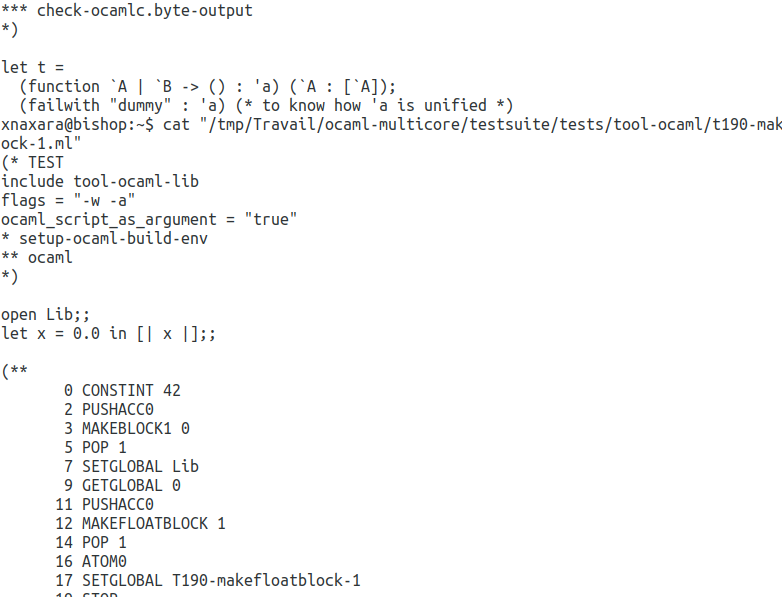 *** check-ocamlc.byte-output
*)
let t =
  (function `A | `B -> () : 'a) (`A : [`A]);
  (failwith "dummy" : 'a) (* to know how 'a is unified *)
xnaxara@bishop:~$ cat "/tmp/Travail/ocaml-multicore/testsuite/tests/tool-ocaml/t190-mak
ock-1.ml"
(* TEST
include tool-ocaml-lib
flags = "-w -a"
ocaml_script_as_argument = "true"
* setup-ocaml-build-env
** ocaml
*)
open Lib;;
let x = 0.0 in [| x |];;
(**
       0 CONSTINT 42
       2 PUSHACC0
       3 MAKEBLOCK1 0
       5 POP 1
       7 SETGLOBAL Lib
       9 GETGLOBAL 0
      11 PUSHACC0
      12 MAKEFLOATBLOCK 1
      14 POP 1
      16 ATOM0
      17 SETGLOBAL T190-makefloatblock-1
      19 STOP